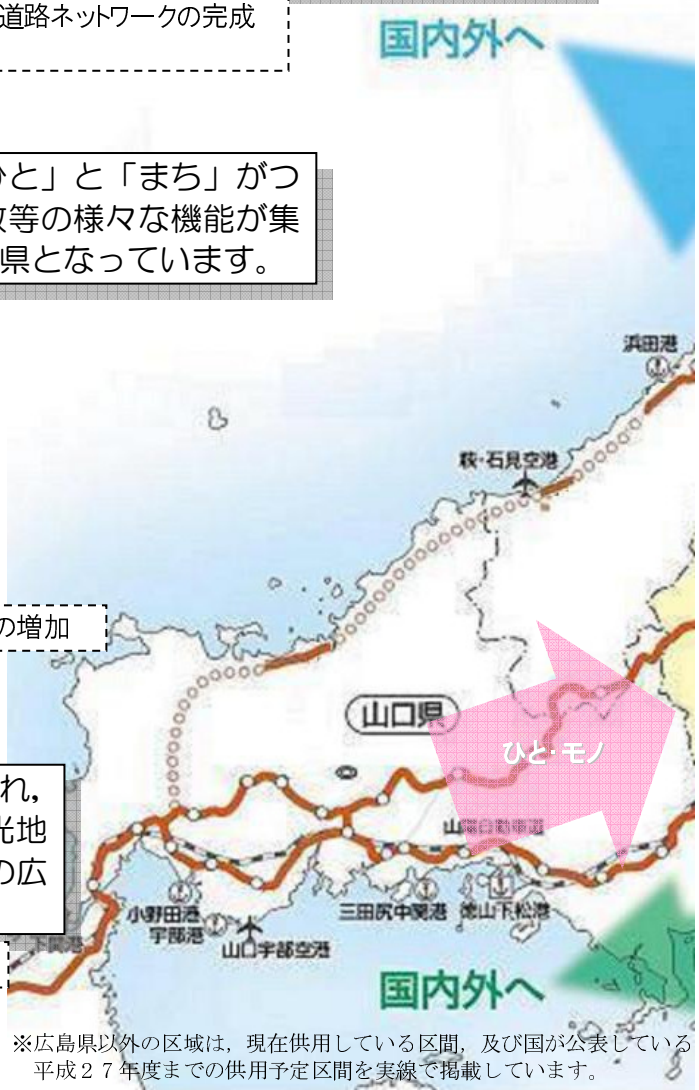 道路ネットワークの完成
国内外へ
ひと」と「まち」がつ
等の様々な機能が集
県となっています。
浜田港
萩・石見空港
の増加
山口県
ひと・モノ
れ,
光地
の広
山陽自動車道
小野田港
宇部港
山口宇部空港
三田尻中関港
徳山下松港
下関港
国内外へ
※広島県以外の区域は，現在供用している区間，及び国が公表している
平成２７年度までの供用予定区間を実線で掲載しています。